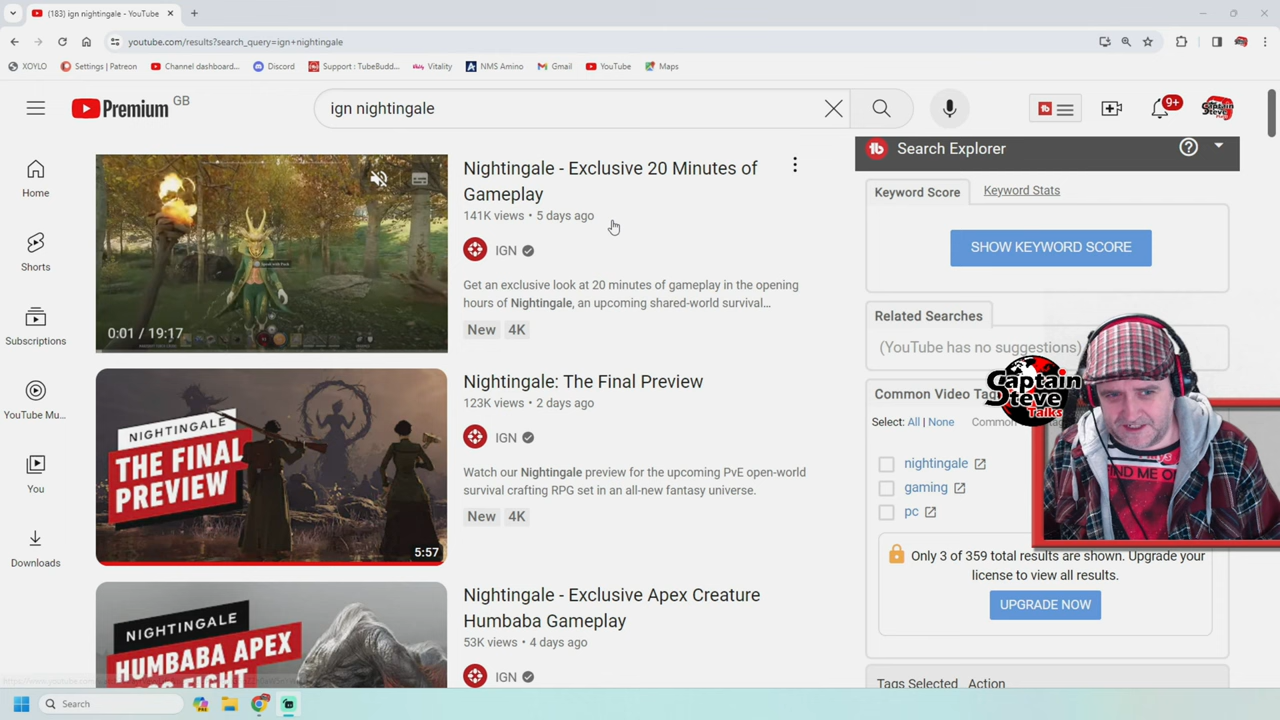 (183) ign nightingale - YouTube
youtube.com/results?search_query=ign+nightingale
XOYLO
Settings | Patreon
Channel dashboard...
Discord
Support : TubeBudd...
Vitality
NMS Amino
Gmail
YouTube
Maps
Premium GB
ign nightingale
9+
Home
Shorts
Subscriptions
YouTube Mu...
You
Downloads
0:01 / 19:17
Nightingale - Exclusive 20 Minutes of
Gameplay
141K views • 5 days ago
IGN
Get an exclusive look at 20 minutes of gameplay in the opening
hours of Nightingale, an upcoming shared-world survival...
New 4K
NIGHTINGALE
THE FINAL
PREVIEW
5:57
Nightingale: The Final Preview
123K views • 2 days ago
IGN
Watch our Nightingale preview for the upcoming PvE open-world
survival crafting RPG set in an all-new fantasy universe.
New 4K
NIGHTINGALE
HUMBABA APEX
Nightingale - Exclusive Apex Creature
Humbaba Gameplay
53K views • 4 days ago
IGN
Search Explorer
Keyword Score
Keyword Stats
SHOW KEYWORD SCORE
Related Searches
(YouTube has no suggestions)
Common Video
Select: All | None
Common
nightingale
gaming
pc
Only 3 of 359 total results are shown. Upgrade your
license to view all results.
UPGRADE NOW
Tags Selected Action
Captain
Steve
Talks
Search